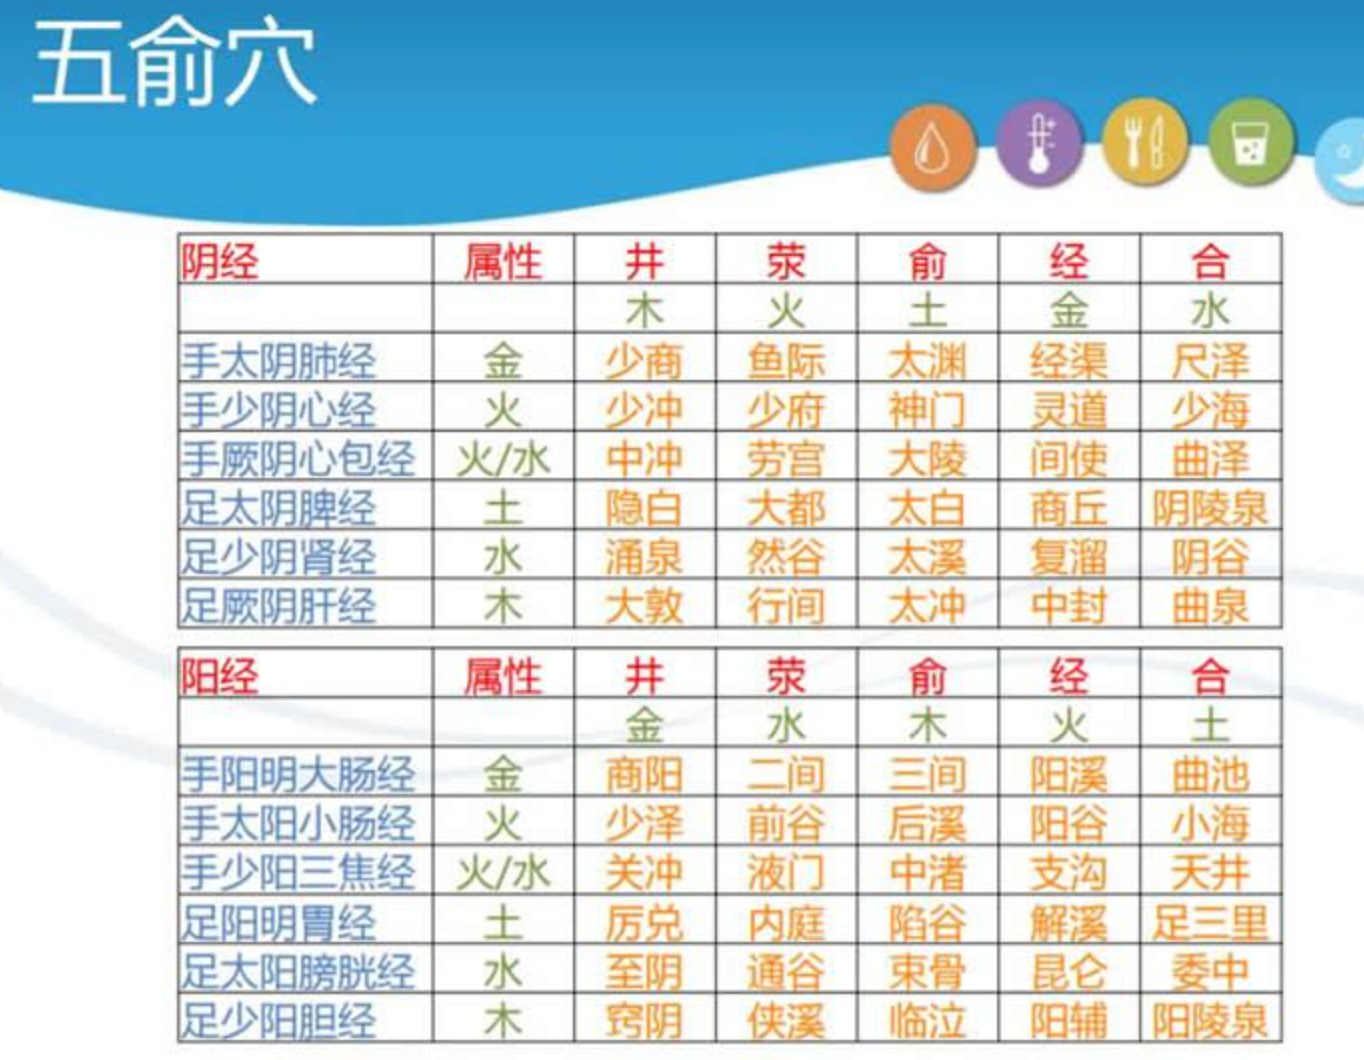 五俞穴
阴经 属性 井 荥 俞 经 合
木 火 土 金 水
手太阴肺经 金 少商 鱼际 太渊 经渠 尺泽
手少阴心经 火 少冲 少府 神门 灵道 少海
手厥阴心包经 火/水 中冲 劳宫 大陵 间使 曲泽
足太阴脾经 土 隐白 大都 太白 商丘 阴陵泉
足少阴肾经 水 涌泉 然谷 太溪 复溜 阴谷
足厥阴肝经 木 大敦 行间 太冲 中封 曲泉
阳经 属性 井 荥 俞 经 合
金 水 木 火 土
手阳明大肠经 金 商阳 二间 三间 阳溪 曲池
手太阳小肠经 火 少泽 前谷 后溪 阳谷 小海
手少阳三焦经 火/水 关冲 液门 中渚 支沟 天井
足阳明胃经 土 厉兑 内庭 陷谷 解溪 足三里
足太阳膀胱经 水 至阴 通谷 束骨 昆仑 委中
足少阳胆经 木 窍阴 侠溪 临泣 阳辅 阳陵泉